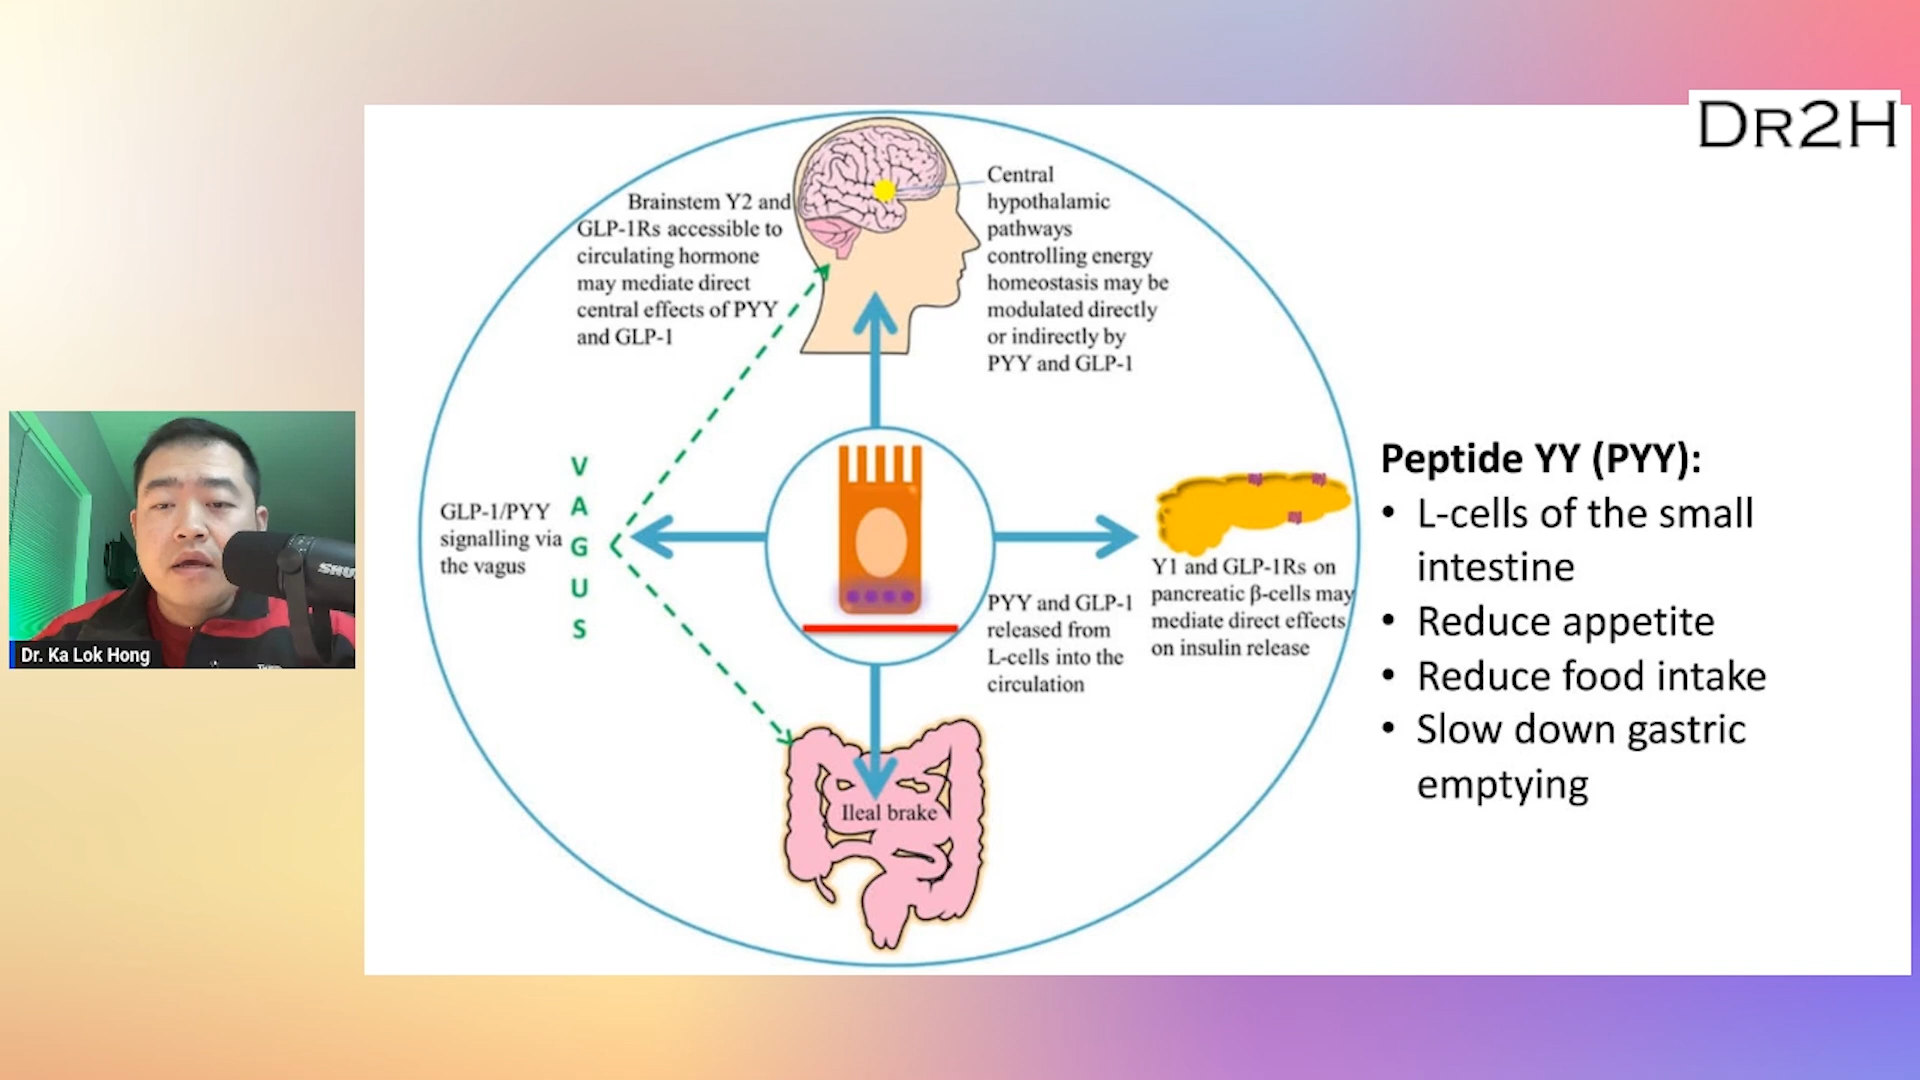 DR2H
Brainstem Y2 and
GLP-1Rs accessible to
circulating hormone
may mediate direct
central effects of PYY
and GLP-1
Central
hypothalamic
pathways
controlling energy
homeostasis may be
modulated directly
or indirectly by
PYY and GLP-1
GLP-1/PYY
signalling via
the vagus
V
A
G
U
S
PYY and GLP-1
released from
L-cells into the
circulation
Y1 and GLP-1Rs on
pancreatic β-cells may
mediate direct effects
on insulin release
Ileal brake
Peptide YY (PYY):
• L-cells of the small
intestine
• Reduce appetite
• Reduce food intake
• Slow down gastric
emptying
Dr. Ka Lok Hong